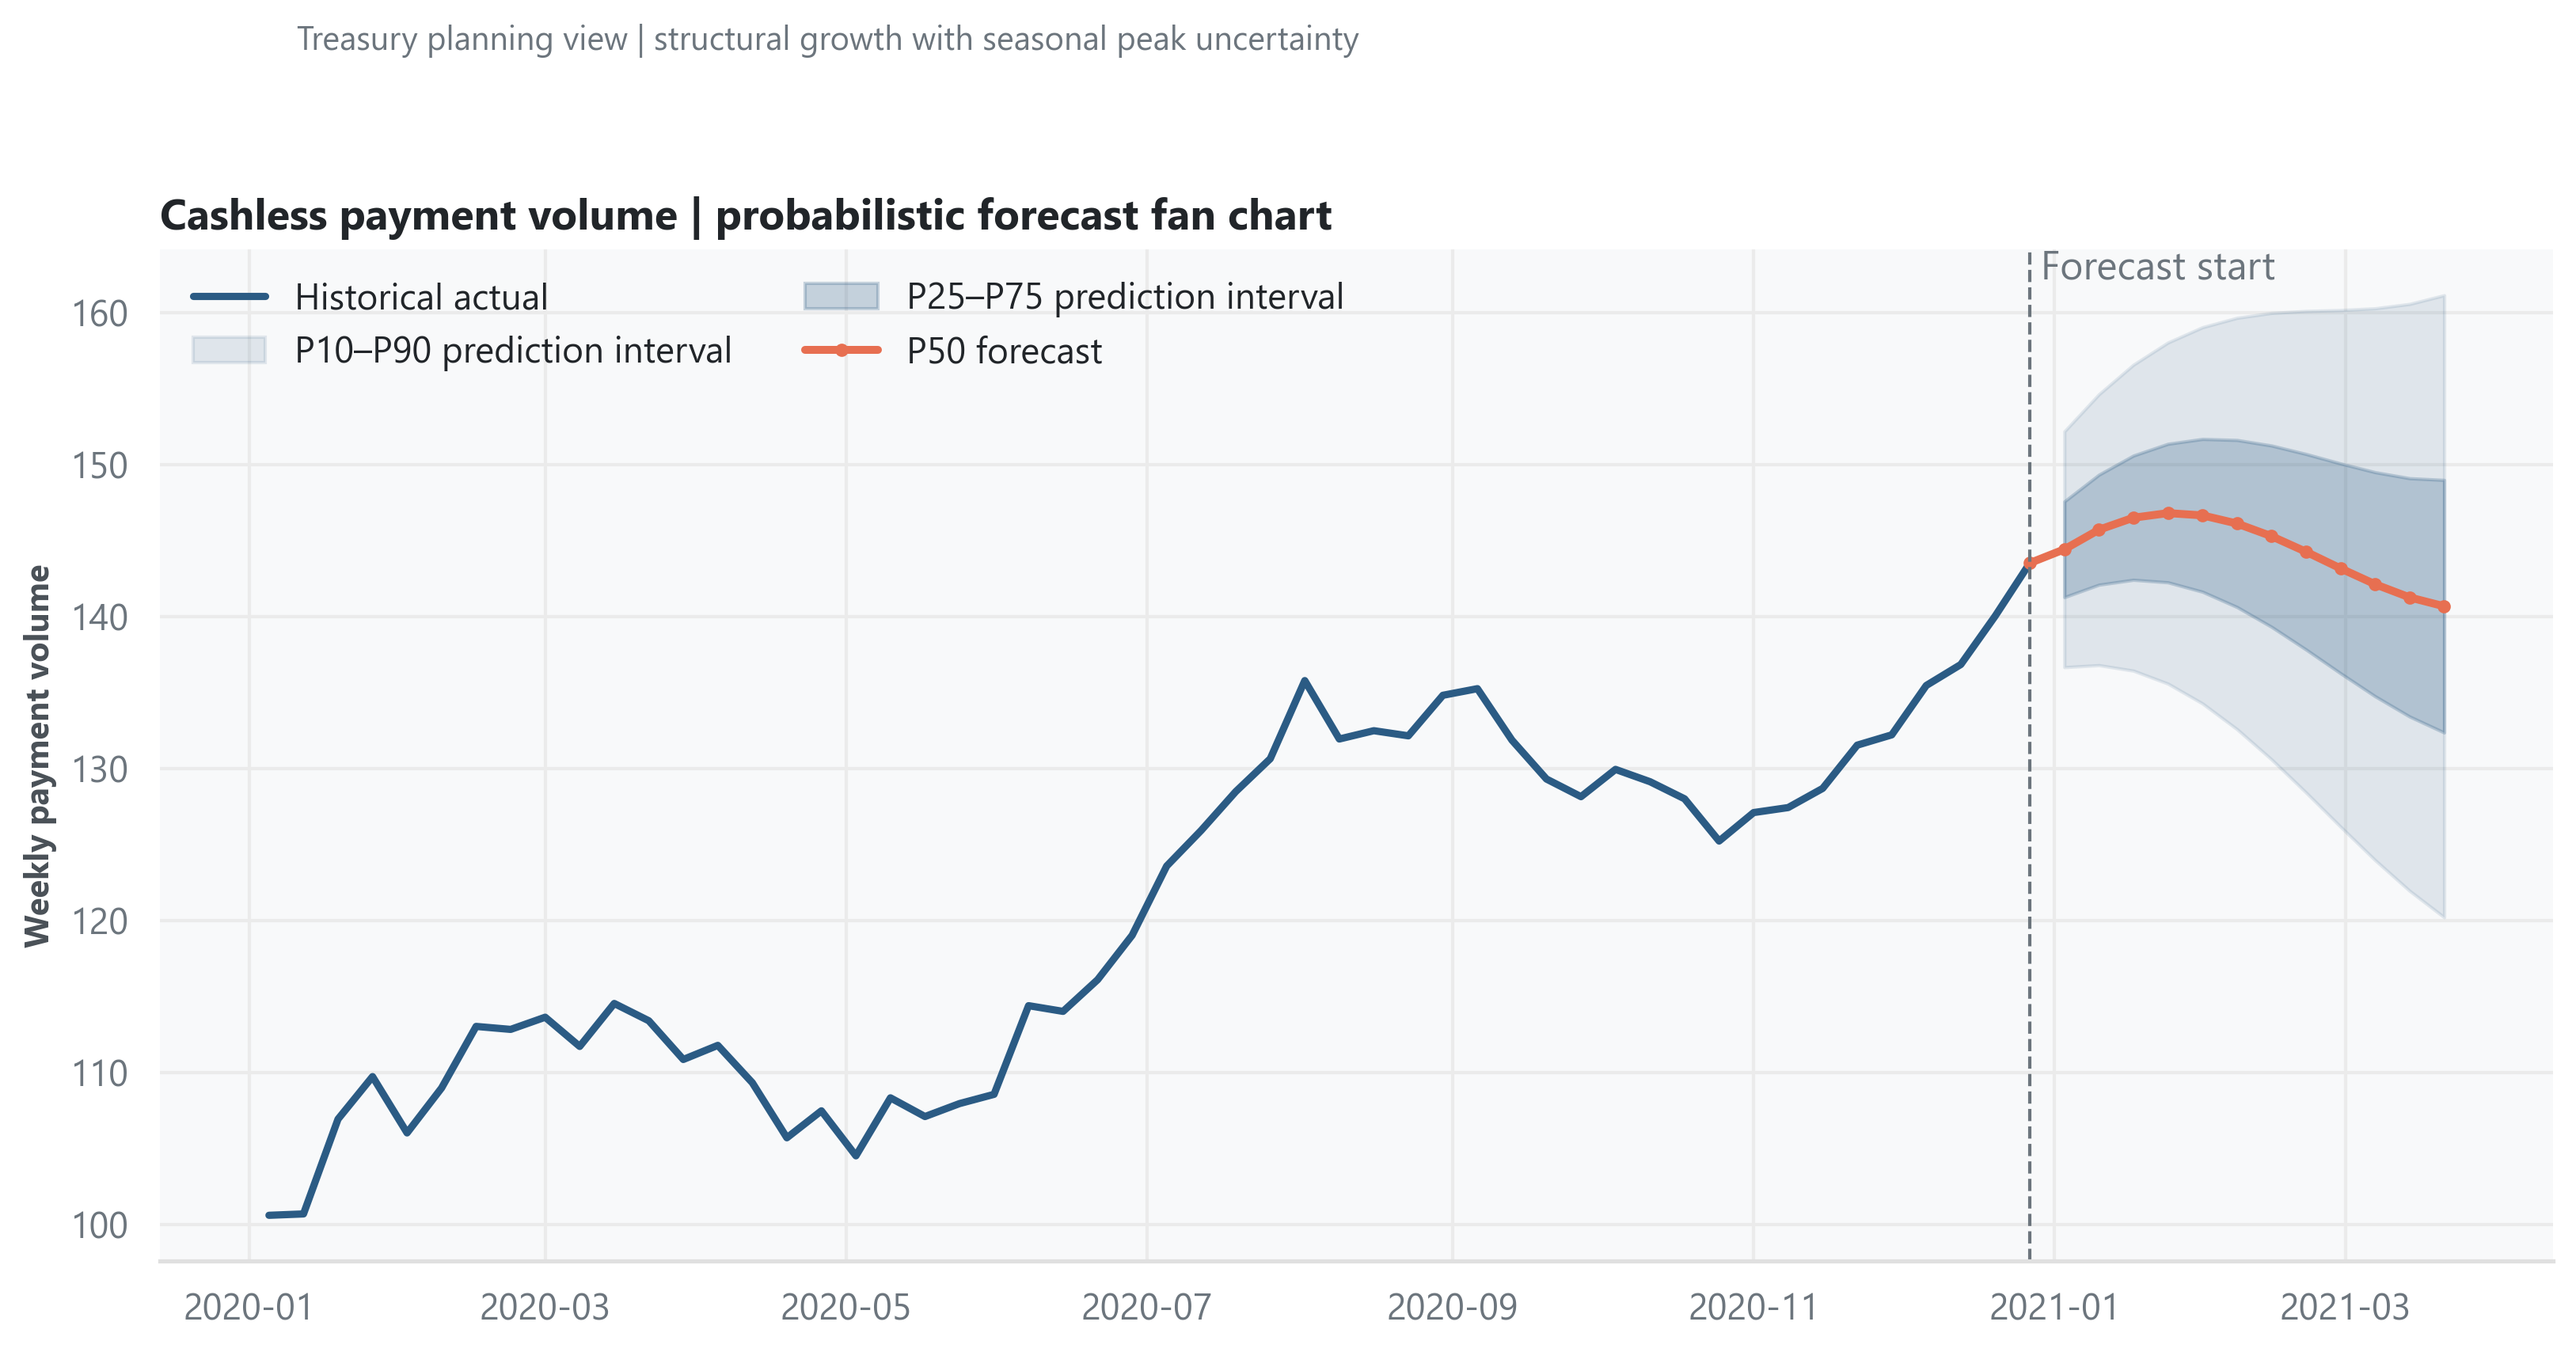 Treasury planning view | structural growth with seasonal peak uncertainty
Cashless payment volume | probabilistic forecast fan chart
Forecast start
Historical actual
P10–P90 prediction interval
P25–P75 prediction interval
P50 forecast
Weekly payment volume
160
150
140
130
120
110
100
2020-01
2020-03
2020-05
2020-07
2020-09
2020-11
2021-01
2021-03